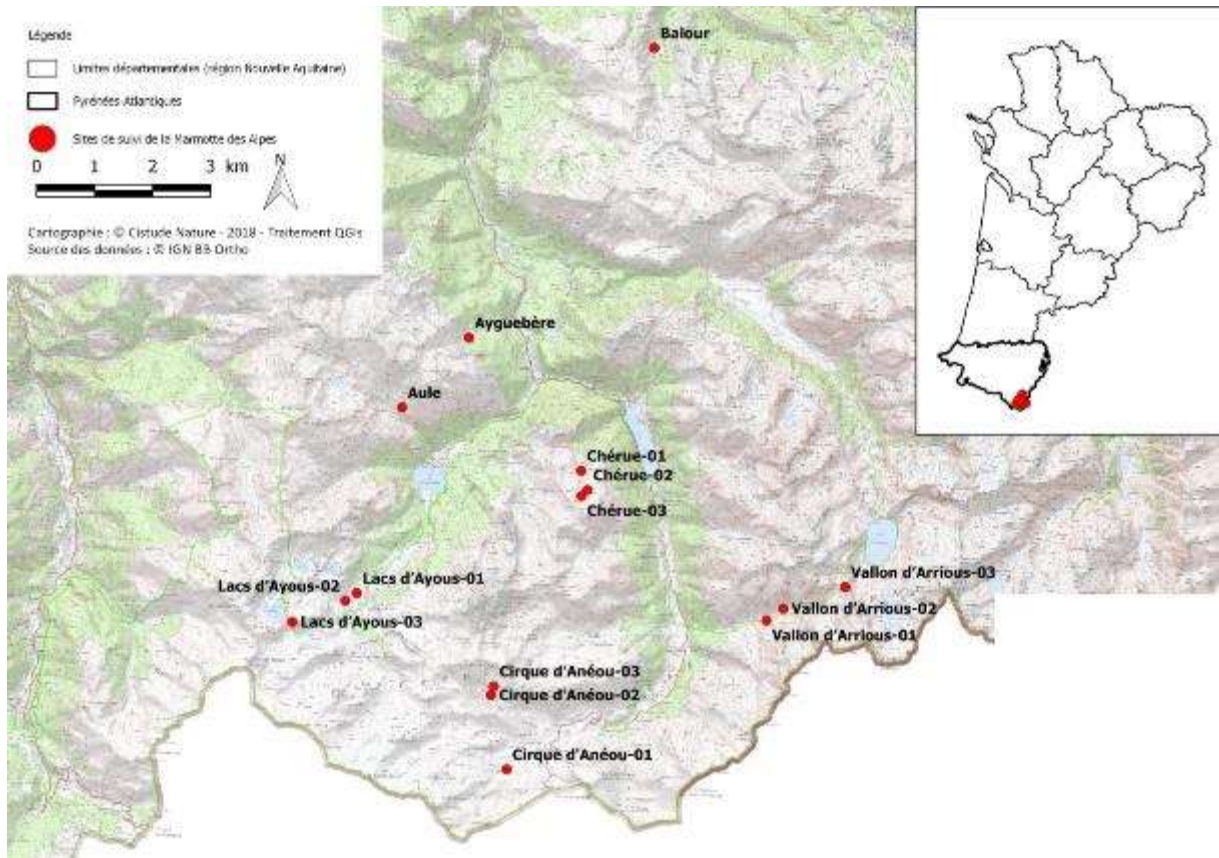 Légende
Limites départementales (région Nouvelle Aquitaine)
Pyrénées Atlantiques
Sites de suivi de la Marmotte des Alpes
0 1 2 3 km
N
Cartographie : © Cistude Nature - 2018 - Traitement QGis
Source des données : © IGN BD Ortho
Balour
Ayguebère
Aule
Chérue-01
Chérue-02
Chérue-03
Lacs d'Ayous-01
Lacs d'Ayous-02
Lacs d'Ayous-03
Vallon d'Arrious-03
Vallon d'Arrious-02
Vallon d'Arrious-01
Cirque d'Anéou-03
Cirque d'Anéou-02
Cirque d'Anéou-01